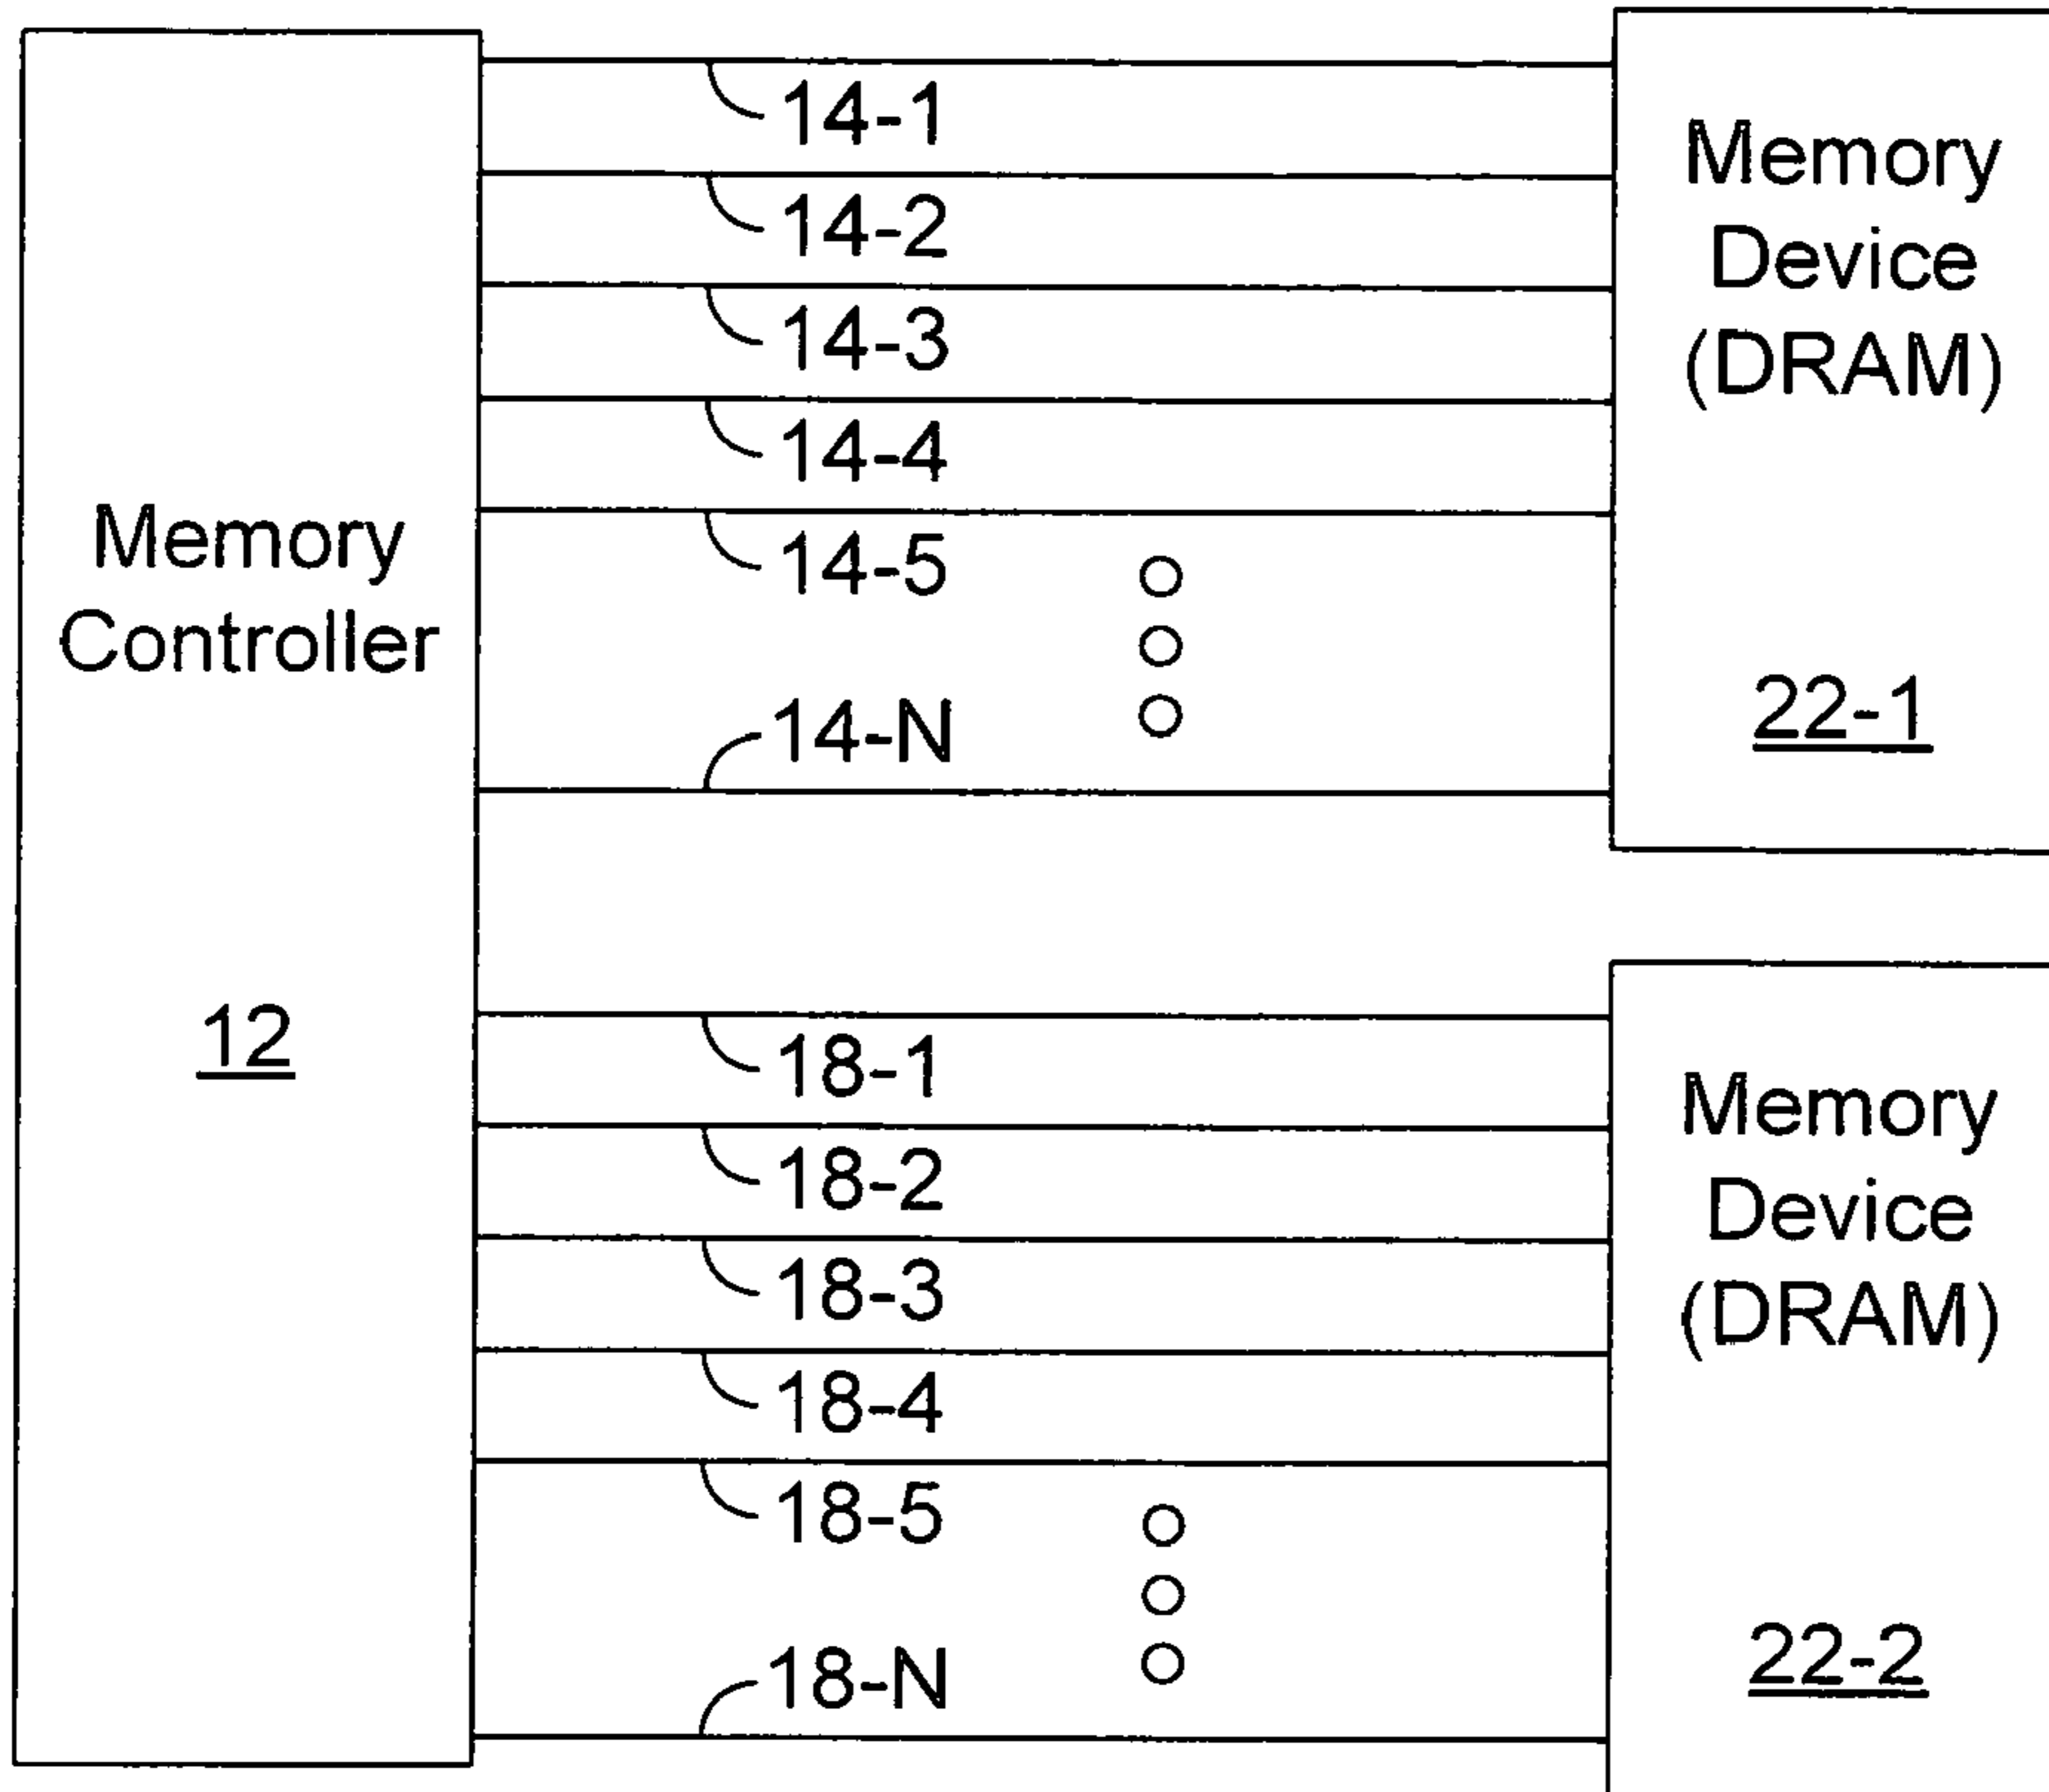 Memory
Controller
12
14-1
14-2
14-3
14-4
14-5
14-N
18-1
18-2
18-3
18-4
18-5
18-N
Memory
Device
(DRAM)
22-1
Memory
Device
(DRAM)
22-2